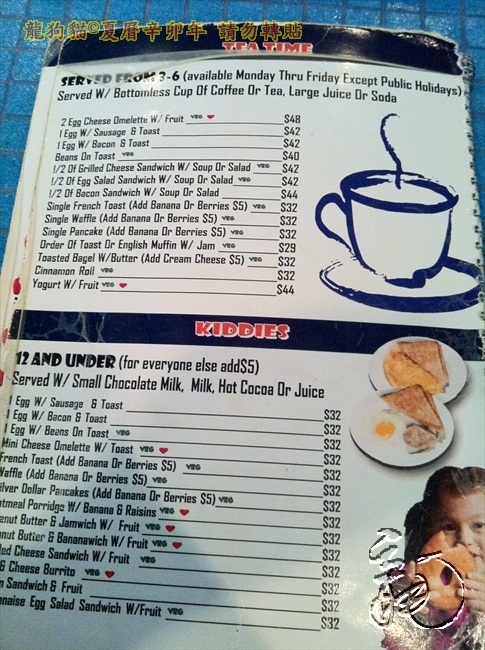 龍狗貓©夏曆辛卯年 請勿轉貼
TEA TIME
SERVED FROM 3-6 (available Monday Thru Friday Except Public Holidays)
Served W/ Bottomless Cup Of Coffee Or Tea, Large Juice Or Soda
2 Egg Cheese Omelette W/ Fruit VEG $48
1 Egg W/ Sausage & Toast $42
1 Egg W/ Bacon & Toast $42
Beans On Toast VEG $40
1/2 Of Grilled Cheese Sandwich W/ Soup Or Salad VEG $42
1/2 Of Egg Salad Sandwich W/ Soup Or Salad VEG $42
1/2 Of Bacon Sandwich W/ Soup Or Salad $44
Single French Toast (Add Banana Or Berries $5) VEG $32
Single Waffle (Add Banana Or Berries $5) VEG $32
Single Pancake (Add Banana Or Berries $5) VEG $32
Order Of Toast Or English Muffin W/ Jam VEG $29
Toasted Bagel W/Butter (Add Cream Cheese $5) VEG $32
Cinnamon Roll VEG $32
Yogurt W/ Fruit VEG $44
KIDDIES
12 AND UNDER (for everyone else add$5)
Served W/ Small Chocolate Milk, Milk, Hot Cocoa Or Juice
1 Egg W/ Sausage & Toast $32
1 Egg W/ Bacon & Toast $32
1 Egg W/ Beans On Toast VEG $32
Mini Cheese Omelette W/ Toast VEG $32
French Toast (Add Banana Or Berries $5) VEG $32
Waffle (Add Banana Or Berries $5) VEG $32
ilver Dollar Pancakes (Add Banana Or Berries $5) VEG $32
atmeal Porridge W/ Banana & Raisins VEG $32
anut Butter & Jamwich W/ Fruit VEG $32
nut Butter & Bananawich W/ Fruit VEG $32
led Cheese Sandwich W/ Fruit VEG $32
& Cheese Burrito VEG $32
n Sandwich & Fruit $32
nnaise Egg Salad Sandwich W/Fruit VEG $32